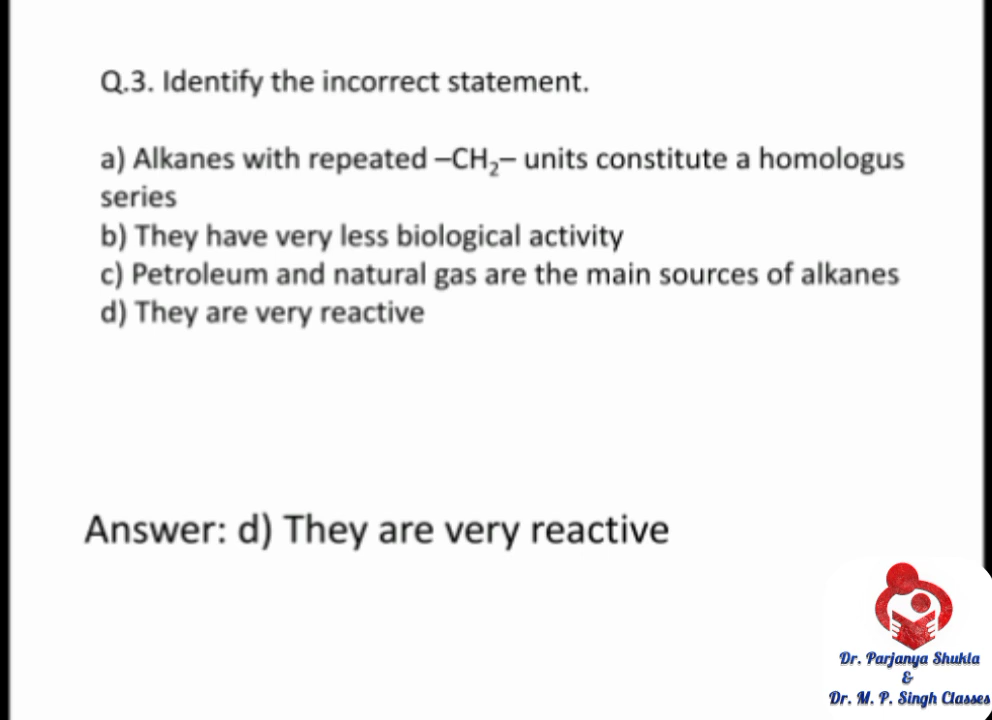 Q.3. Identify the incorrect statement.
a) Alkanes with repeated –CH₂– units constitute a homologus
series
b) They have very less biological activity
c) Petroleum and natural gas are the main sources of alkanes
d) They are very reactive
Answer: d) They are very reactive
Dr. Parjanya Shukla
&
Dr. M. P. Singh Classes